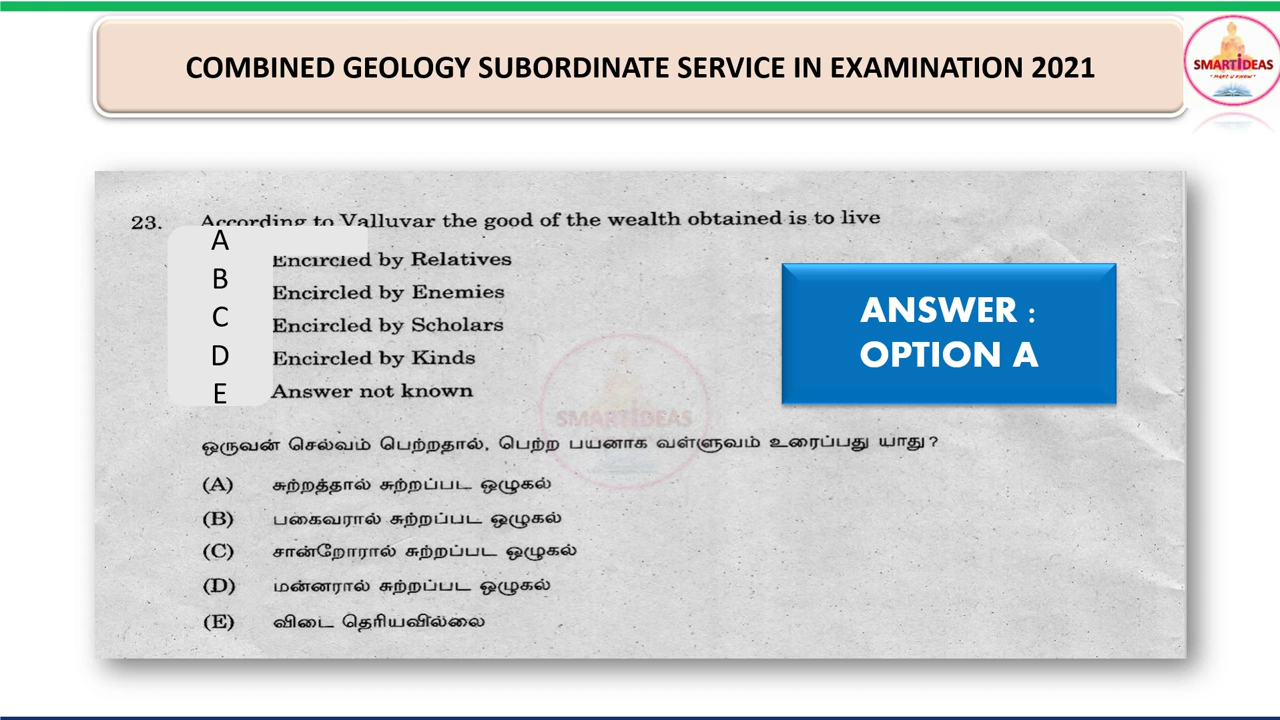 COMBINED GEOLOGY SUBORDINATE SERVICE IN EXAMINATION 2021
SMARTIDEAS
23. According to Valluvar the good of the wealth obtained is to live
A Encircled by Relatives
B Encircled by Enemies
C Encircled by Scholars
D Encircled by Kinds
E Answer not known
ANSWER :
OPTION A
SMARTIDEAS
ஒருவன் செல்வம் பெற்றதால், பெற்ற பயனாக வள்ளுவம் உரைப்பது யாது?
(A) சுற்றத்தால் சுற்றப்பட ஒழுகல்
(B) பகைவரால் சுற்றப்பட ஒழுகல்
(C) சான்றோரால் சுற்றப்பட ஒழுகல்
(D) மன்னரால் சுற்றப்பட ஒழுகல்
(E) விடை தெரியவில்லை